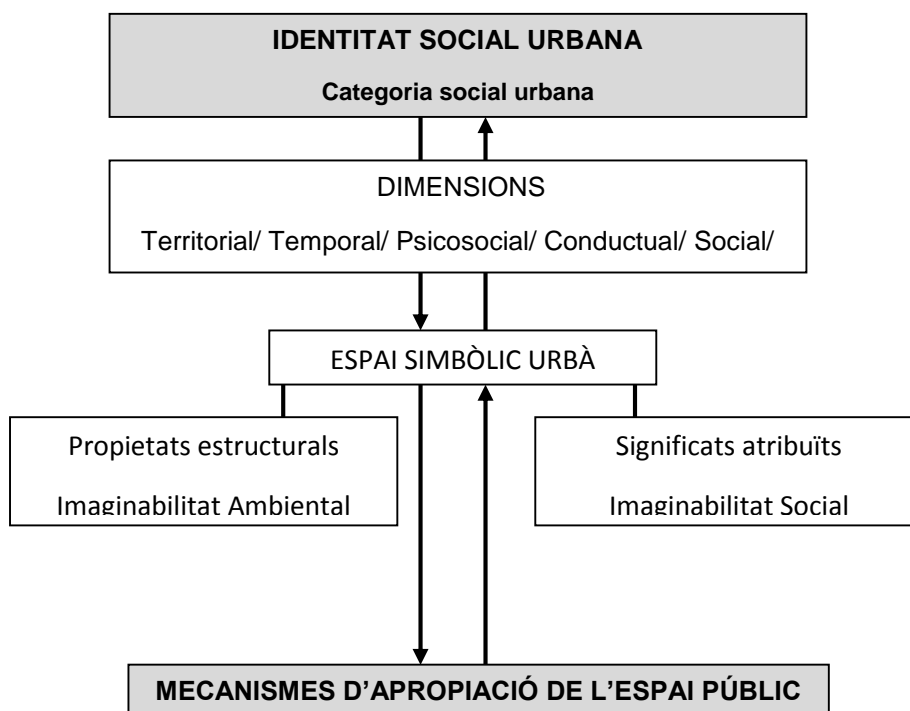 IDENTITAT SOCIAL URBANA
Categoria social urbana
DIMENSIONS
Territorial/ Temporal/ Psicosocial/ Conductual/ Social/
ESPAI SIMBÒLIC URBÀ
Propietats estructurals
Imaginabilitat Ambiental
Significats atribuïts
Imaginabilitat Social
MECANISMES D’APROPIACIÓ DE L’ESPAI PÚBLIC